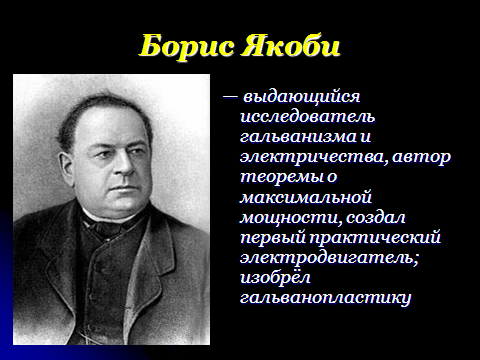 Борис Якоби
— выдающийся
исследователь
гальванизма и
электричества, автор
теоремы о
максимальной
мощности, создал
первый практический
электродвигатель;
изобрёл
гальванопластику